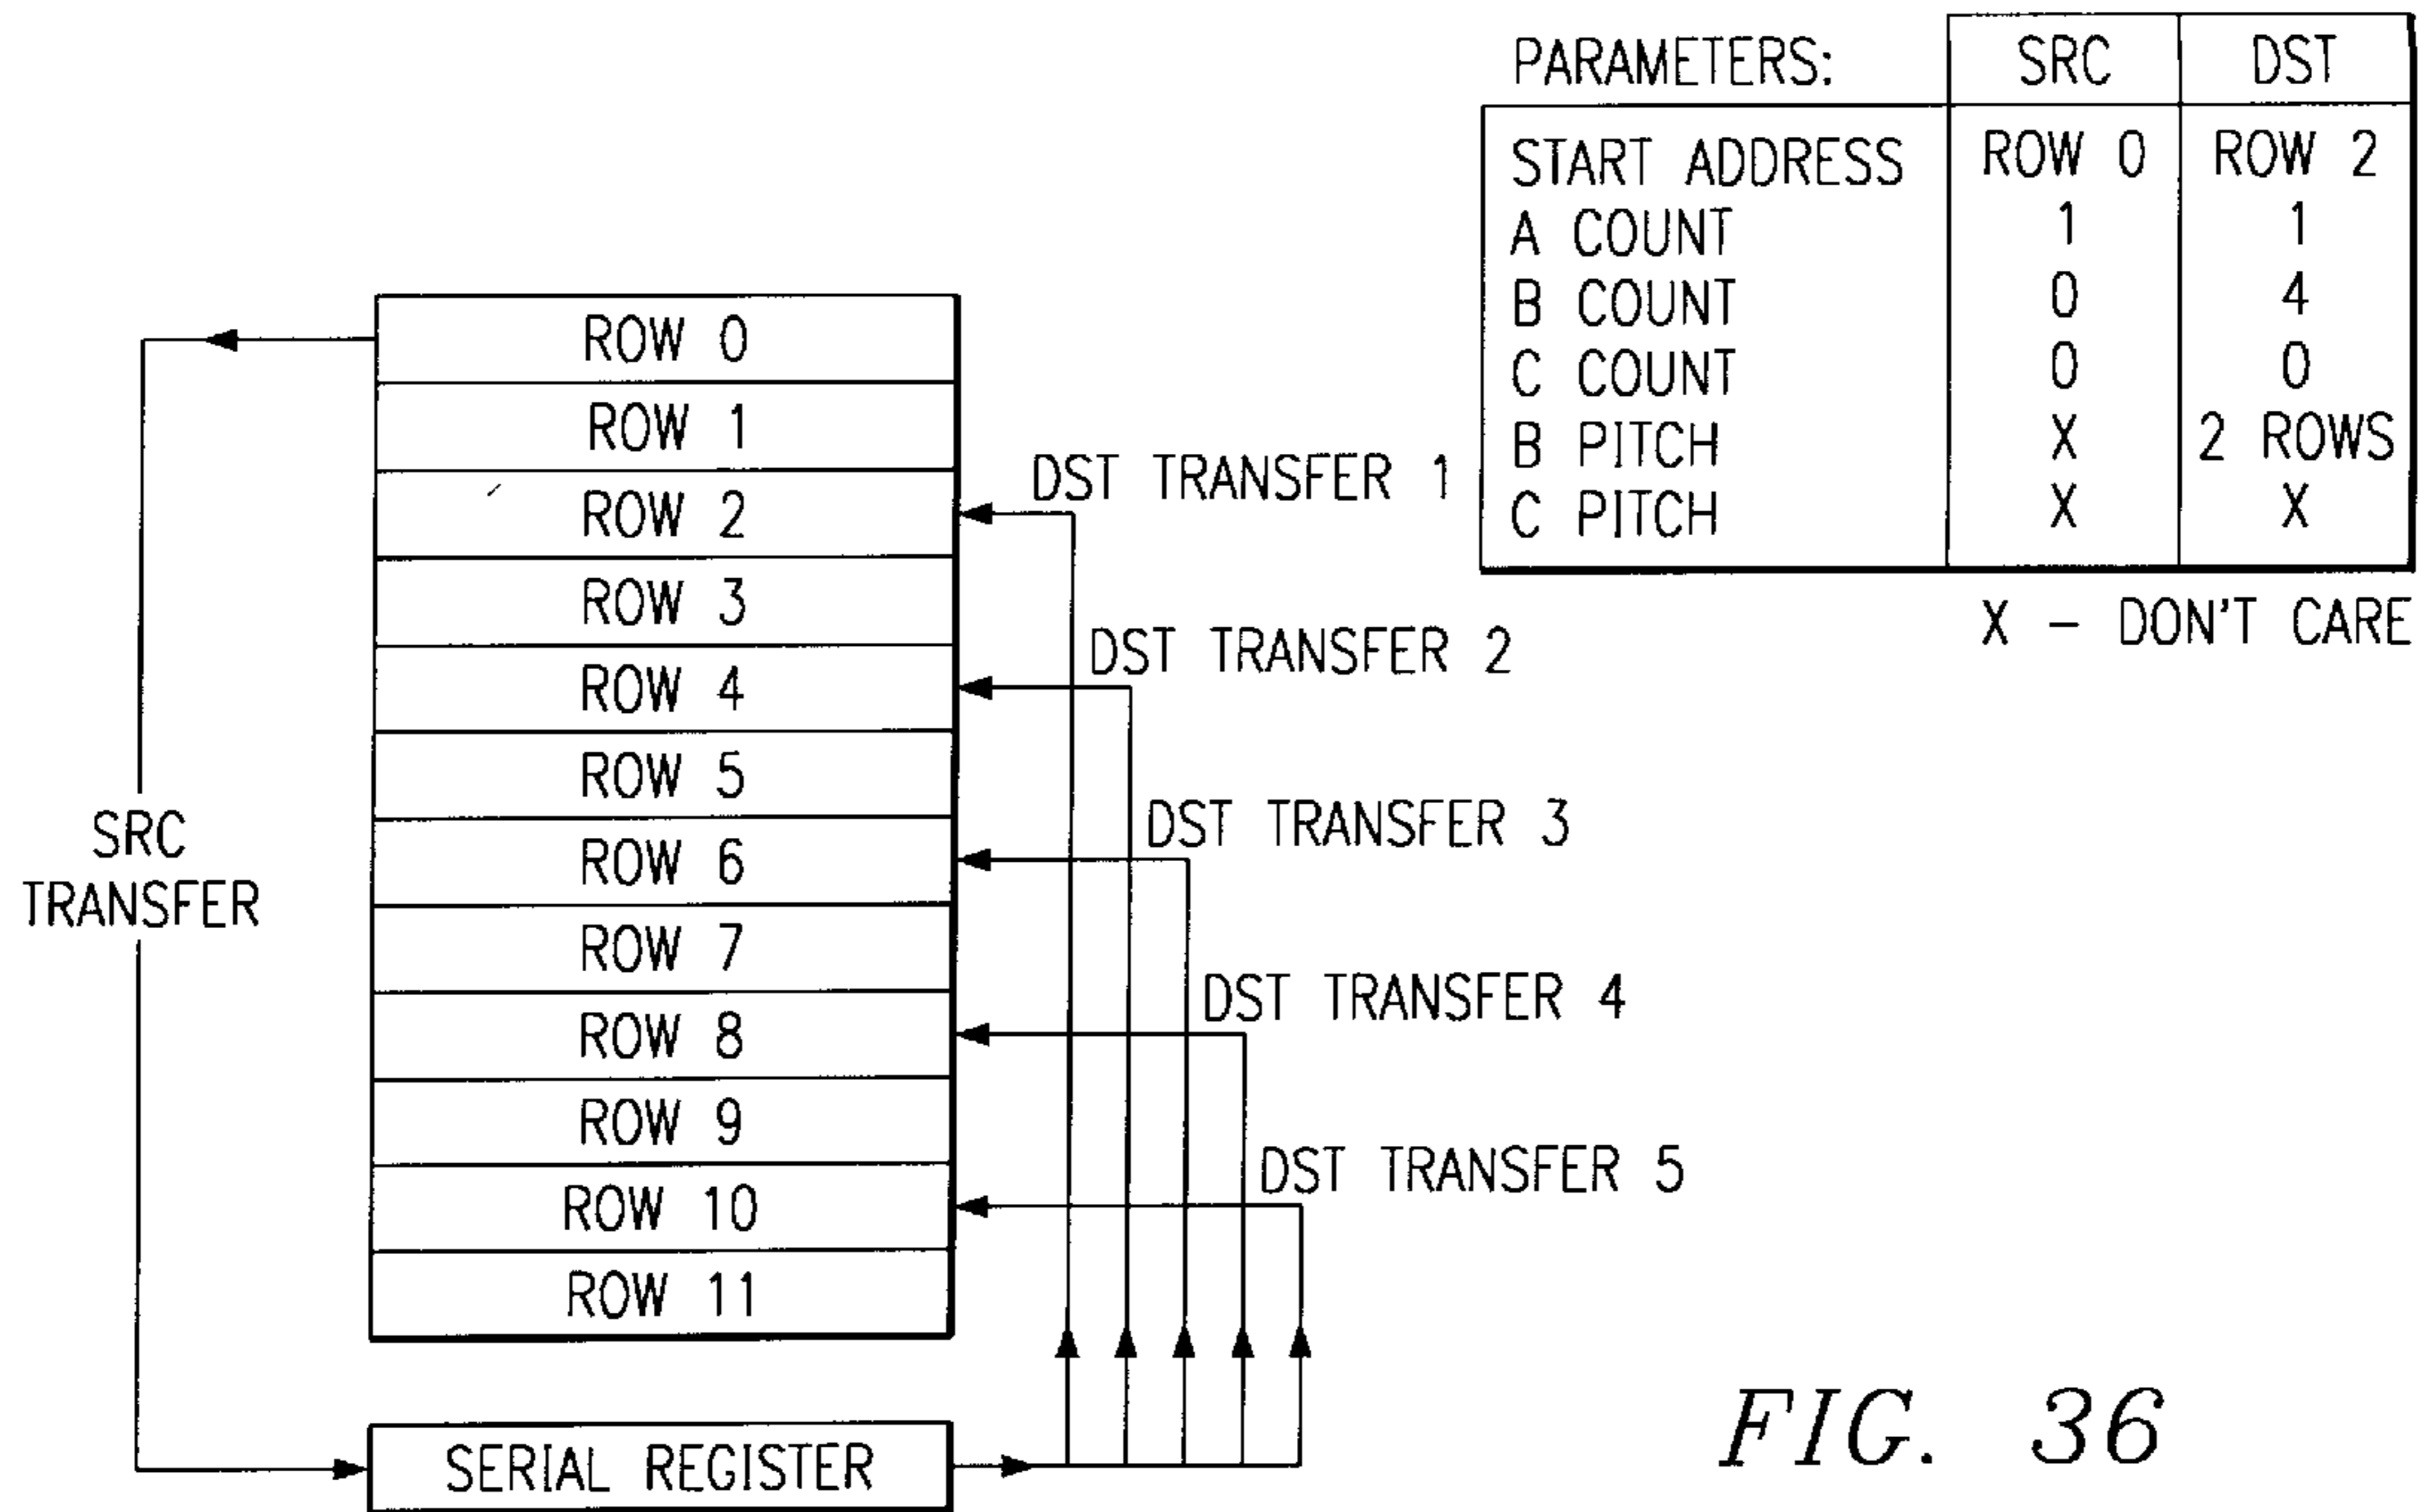 PARAMETERS: SRC DST
START ADDRESS ROW 0 ROW 2
A COUNT 1 1
B COUNT 0 4
C COUNT 0 0
B PITCH X 2 ROWS
C PITCH X X
X – DON'T CARE
ROW 0
ROW 1
ROW 2
ROW 3
ROW 4
ROW 5
ROW 6
ROW 7
ROW 8
ROW 9
ROW 10
ROW 11
SRC
TRANSFER
DST TRANSFER 1
DST TRANSFER 2
DST TRANSFER 3
DST TRANSFER 4
DST TRANSFER 5
SERIAL REGISTER
FIG. 36